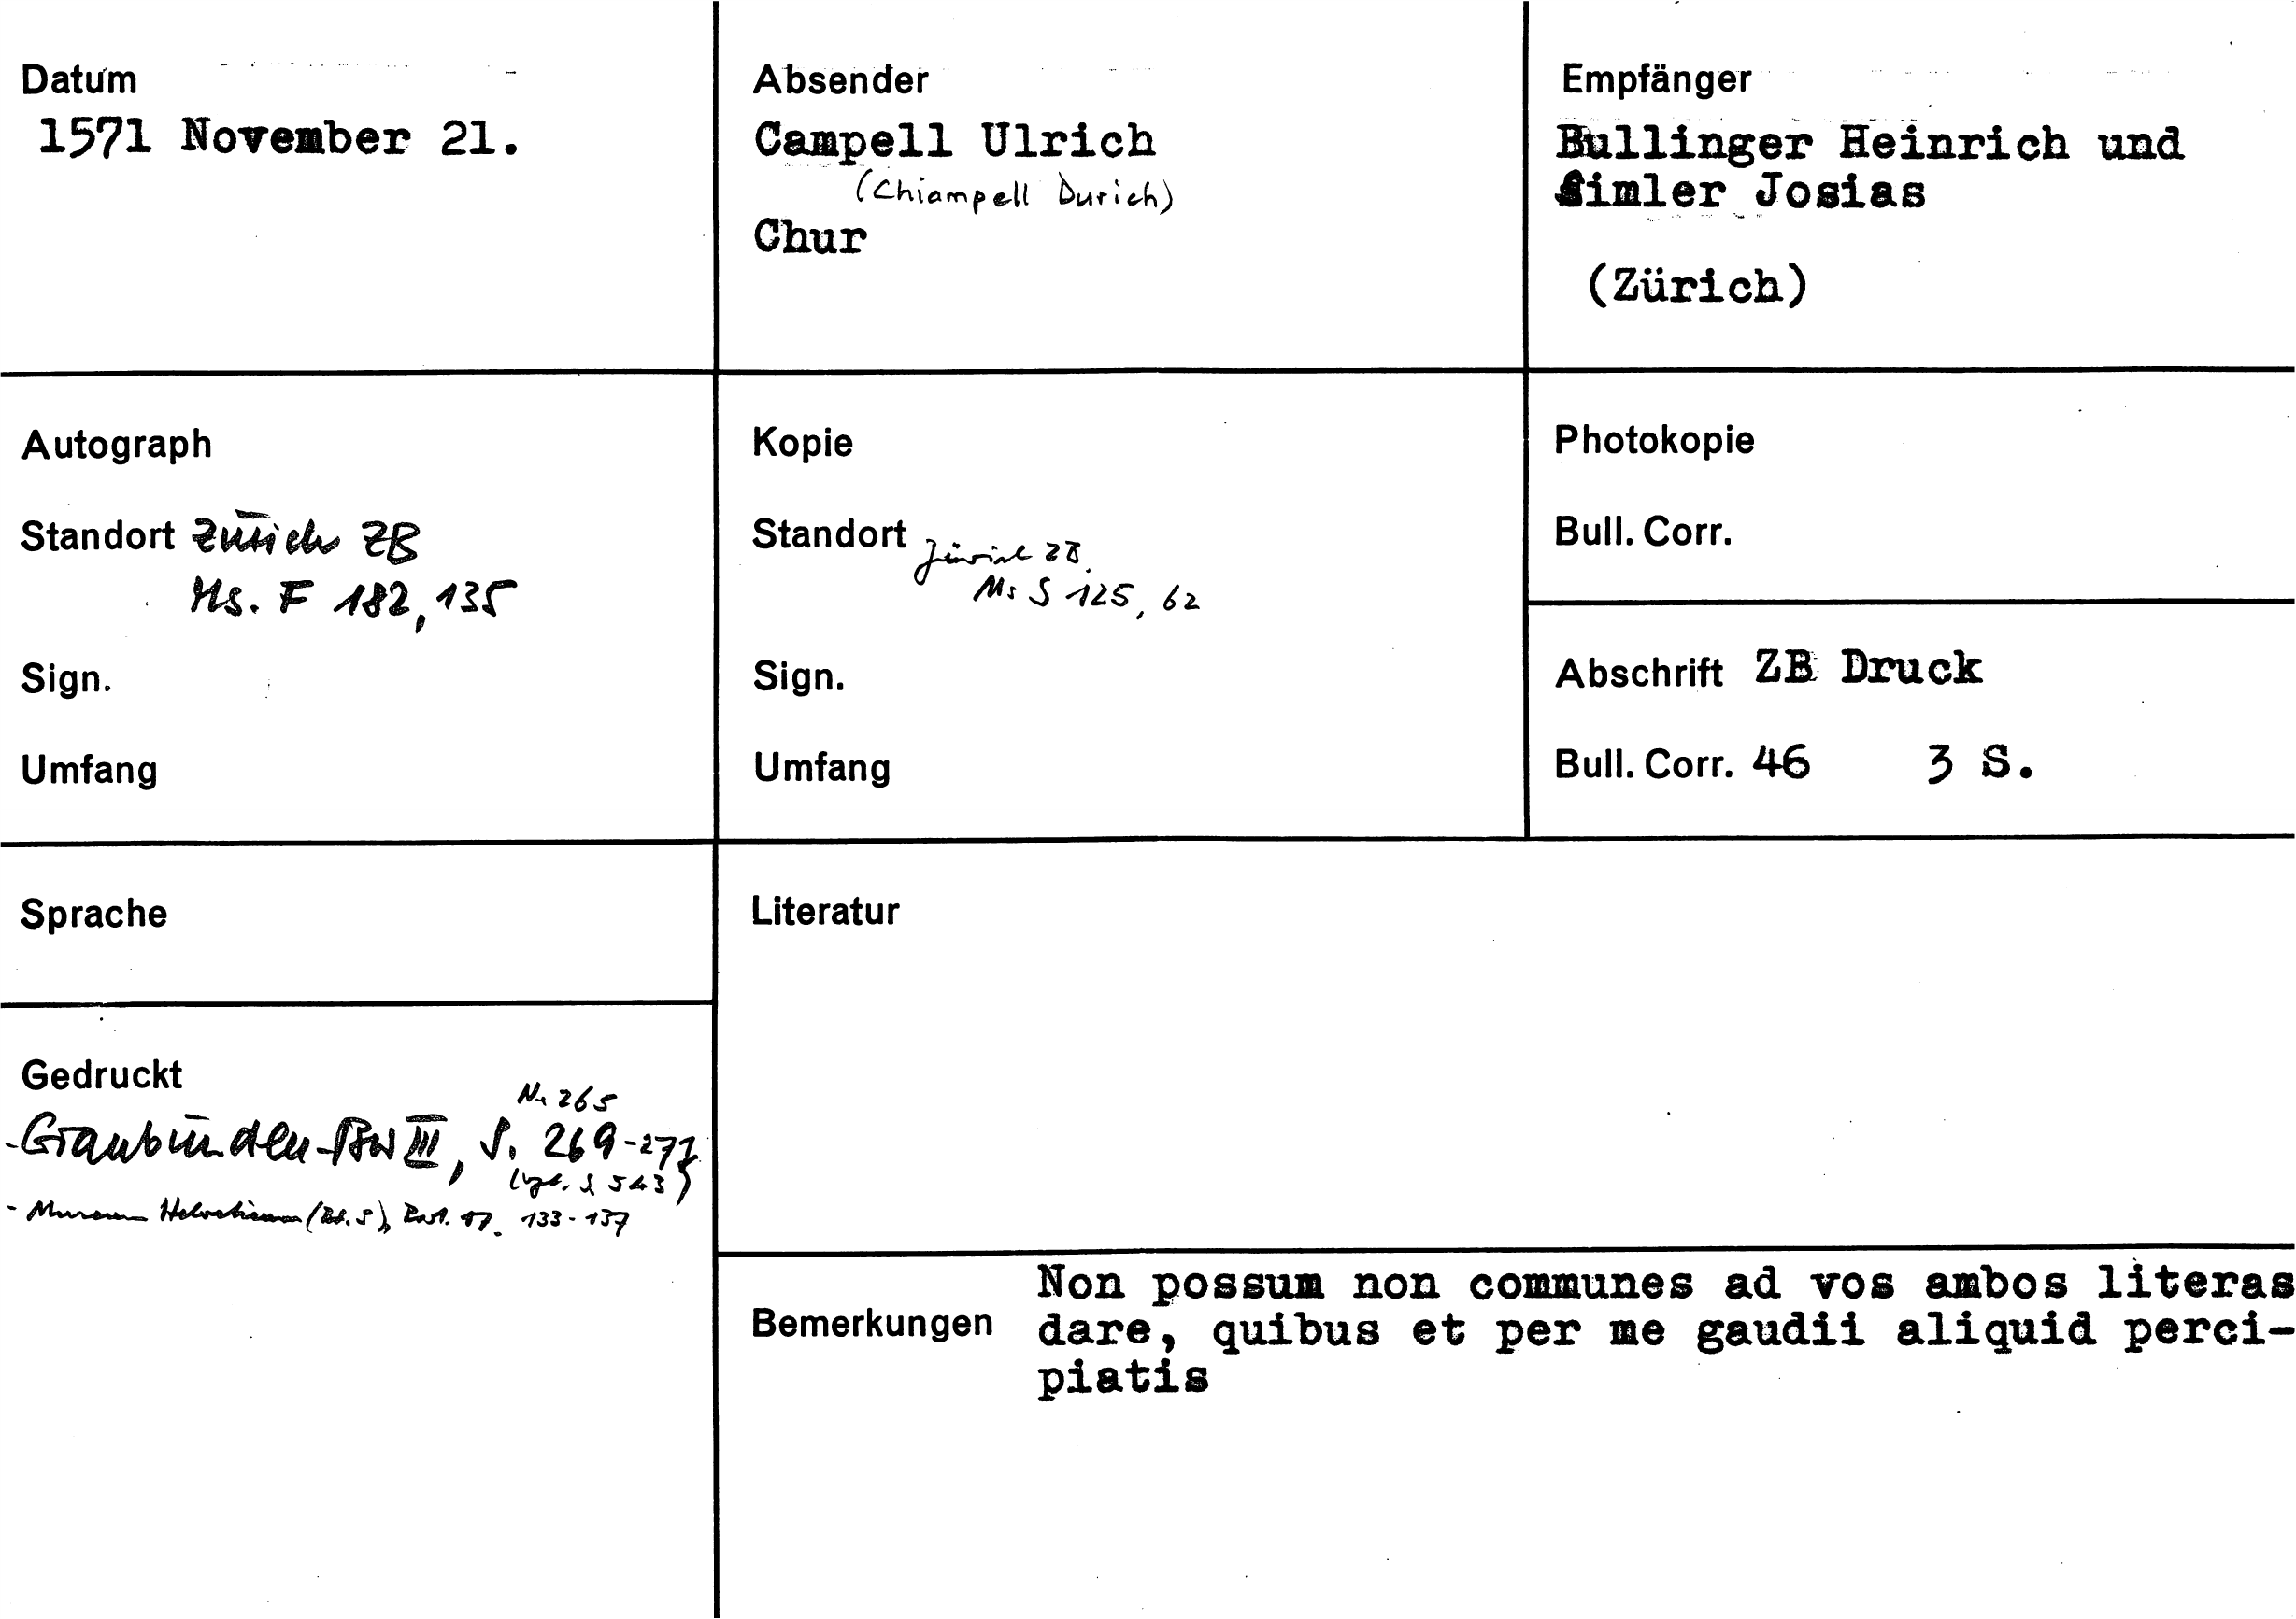 Datum
1571 November 21.
Absender
Campell Ulrich
(Chiampell Durich)
Chur
Empfänger
Bullinger Heinrich und
Simler Josias
(Zürich)
Autograph
Standort Zürich ZB
Ms. F 182, 135
Sign.
Umfang
Kopie
Standort Zürich ZB.
Ms S 125, 62
Sign.
Umfang
Photokopie
Bull. Corr.
Abschrift ZB Druck
Bull. Corr. 46 3 S.
Sprache
Literatur
Gedruckt
Nr 265
- Graubünden BW III, S. 269-271
(vgl. S 543)
- Museum Helveticum (Bd. 5), 17. 133-137
Bemerkungen
Non possum non communes ad vos ambos literas
dare, quibus et per me gaudii aliquid perci-
piatis